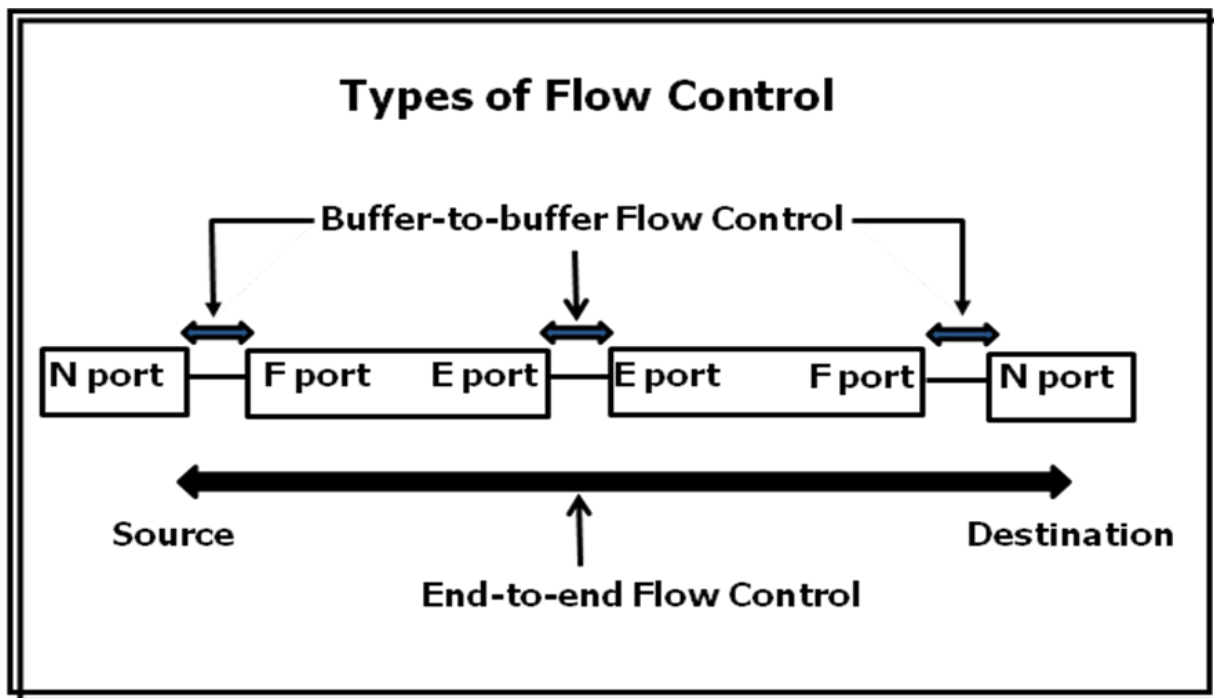 Types of Flow Control
Buffer-to-buffer Flow Control
N port F port E port E port F port N port
Source Destination
End-to-end Flow Control